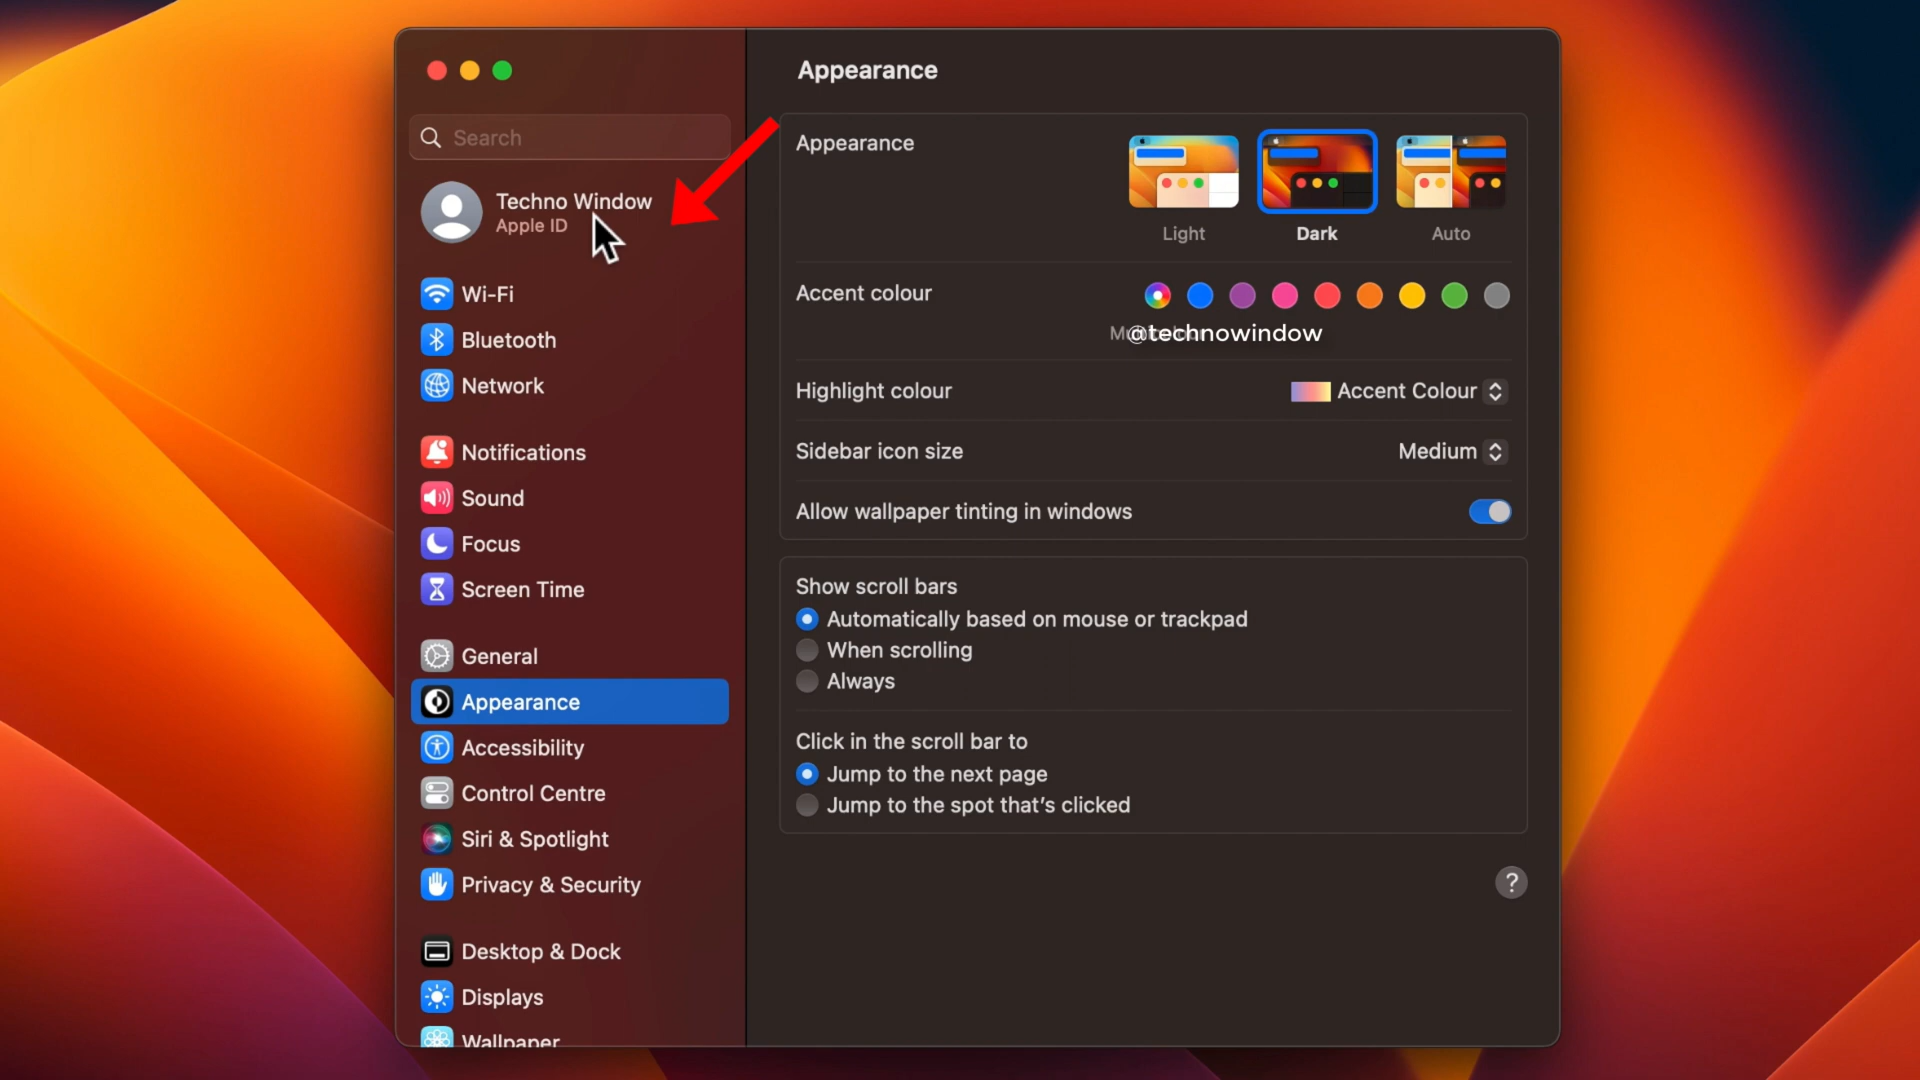 Search
Techno Window
Apple ID
Wi-Fi
Bluetooth
Network
Notifications
Sound
Focus
Screen Time
General
Appearance
Accessibility
Control Centre
Siri & Spotlight
Privacy & Security
Desktop & Dock
Displays
Wallpaper
Appearance
Appearance
Light
Dark
Auto
Accent colour
@technowindow
Highlight colour
Accent Colour
Sidebar icon size
Medium
Allow wallpaper tinting in windows
Show scroll bars
Automatically based on mouse or trackpad
When scrolling
Always
Click in the scroll bar to
Jump to the next page
Jump to the spot that's clicked
?